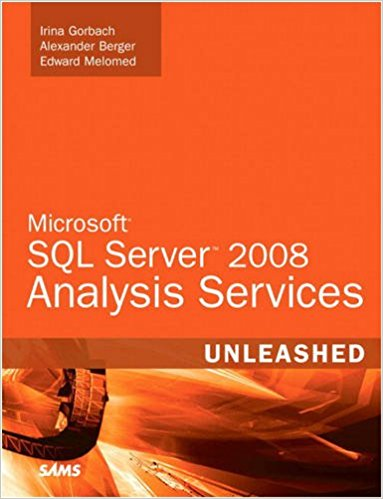 Irina Gorbach
Alexander Berger
Edward Melomed
Microsoft®
SQL Server™ 2008
Analysis Services
UNLEASHED
SAMS